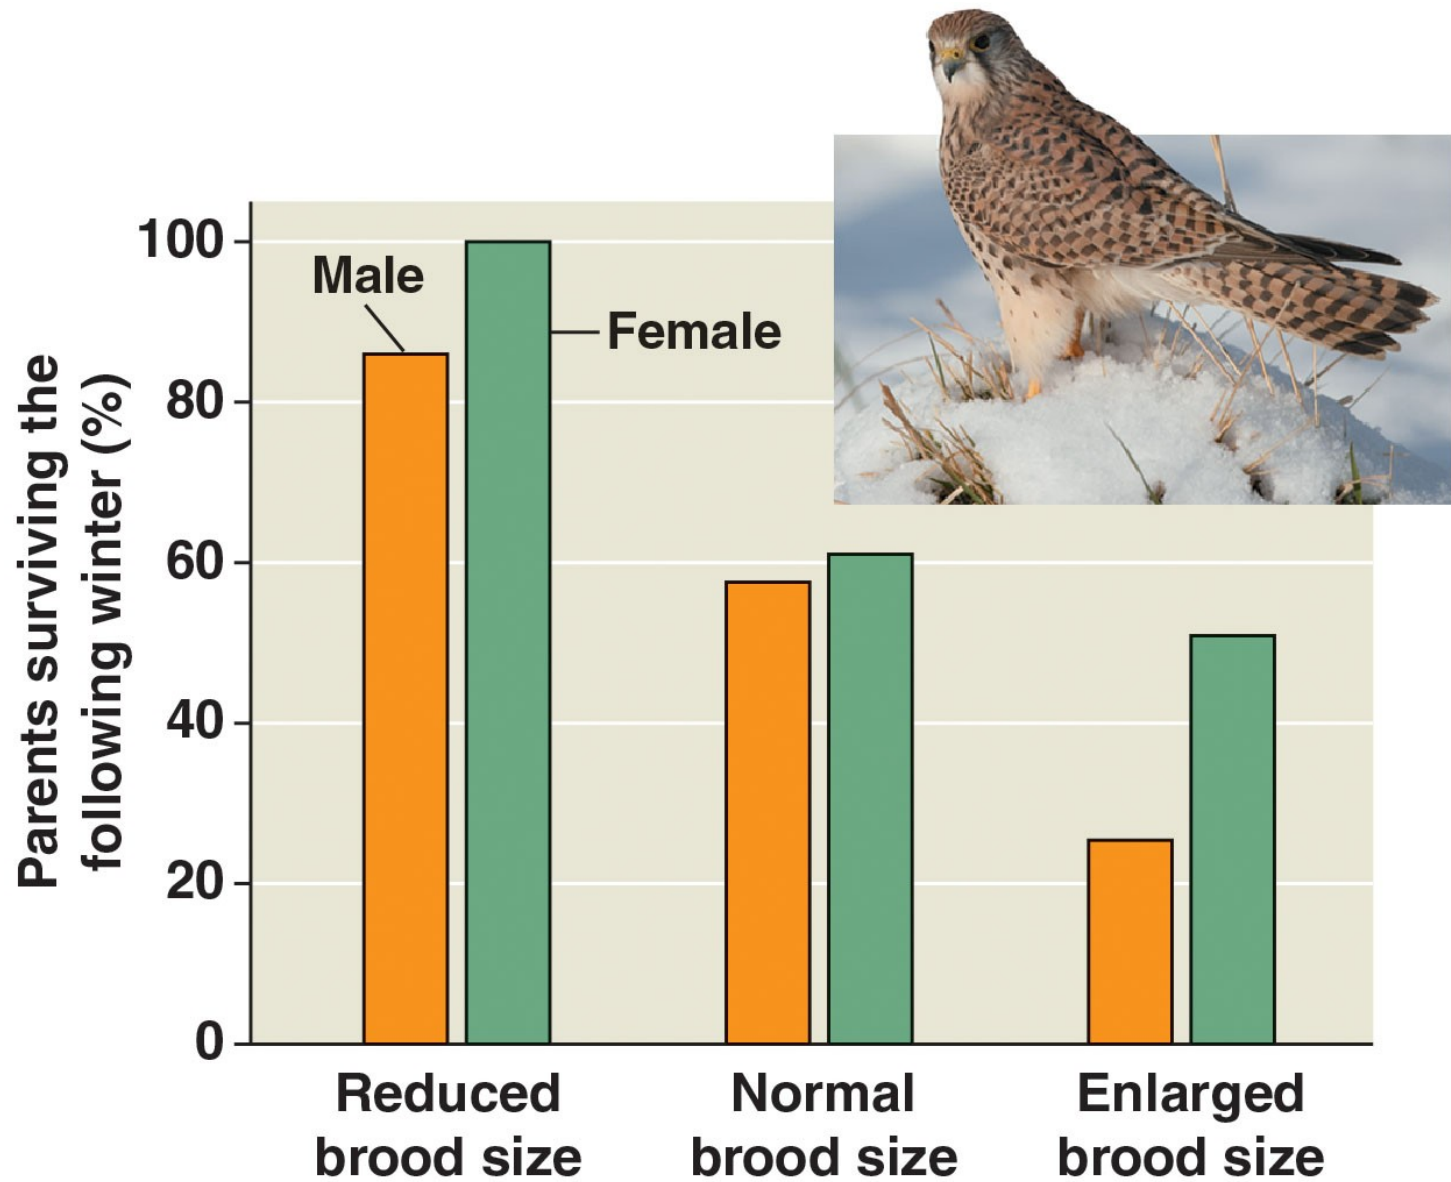 Parents surviving the
following winter (%)
100
80
60
40
20
0
Male
Female
Reduced
brood size
Normal
brood size
Enlarged
brood size